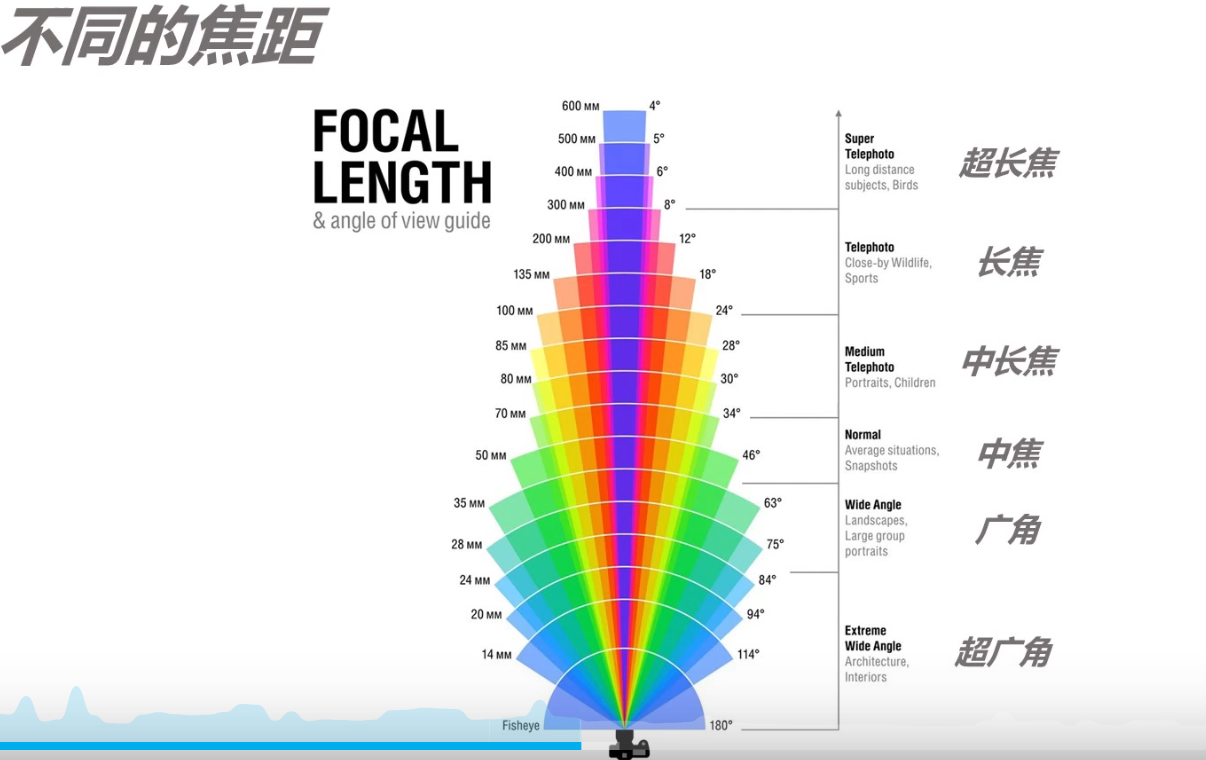 不同的焦距
FOCAL
LENGTH
& angle of view guide
600 MM 4°
500 MM 5°
400 MM 6°
300 MM 8°
200 MM 12°
135 MM 18°
100 MM 24°
85 MM 28°
80 MM 30°
70 MM 34°
50 MM 46°
35 MM 63°
28 MM 75°
24 MM 84°
20 MM 94°
14 MM 114°
Fisheye 180°
Super
Telephoto
Long distance
subjects, Birds
超长焦
Telephoto
Close-by Wildlife,
Sports
长焦
Medium
Telephoto
Portraits, Children
中长焦
Normal
Average situations,
Snapshots
中焦
Wide Angle
Landscapes,
Large group
portraits
广角
Extreme
Wide Angle
Architecture,
Interiors
超广角